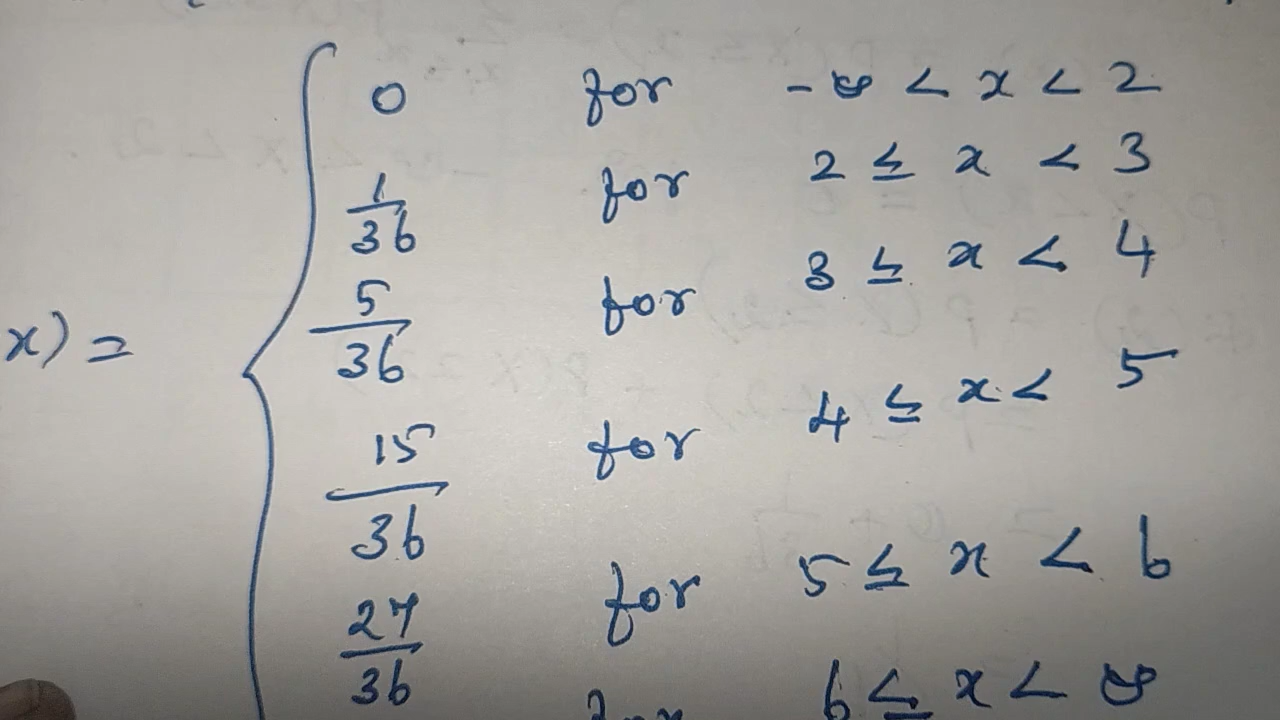 0 for -∞ < x < 2
1/36 for 2 ≤ x < 3
5/36 for 3 ≤ x < 4
x) =
15/36 for 4 ≤ x < 5
27/36 for 5 ≤ x < 6
for 6 ≤ x < ∞